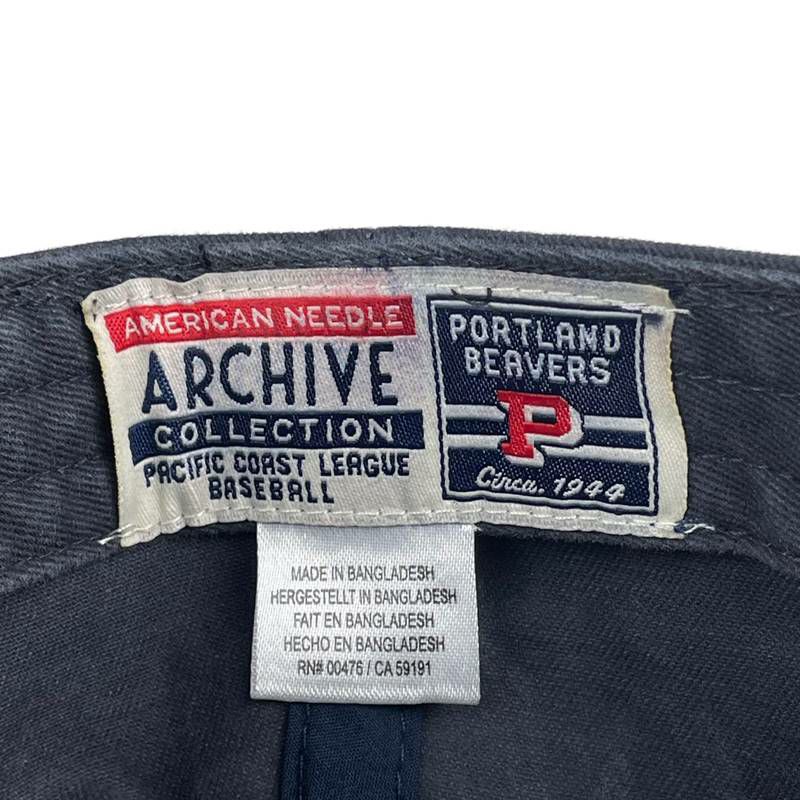 AMERICAN NEEDLE
ARCHIVE
COLLECTION
PACIFIC COAST LEAGUE
BASEBALL
PORTLAND
BEAVERS
P
Circa. 1944
MADE IN BANGLADESH
HERGESTELLT IN BANGLADESH
FAIT EN BANGLADESH
HECHO EN BANGLADESH
RN# 00476 / CA 59191